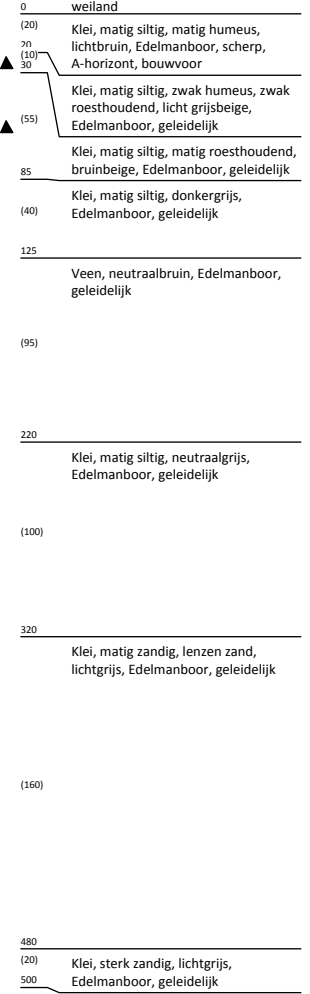 0 weiland
(20) Klei, matig siltig, matig humeus,
lichtbruin, Edelmanboor, scherp,
20
(10) A-horizont, bouwvoor
30
Klei, matig siltig, zwak humeus, zwak
roesthoudend, licht grijsbeige,
(55) Edelmanboor, geleidelijk
Klei, matig siltig, matig roesthoudend,
85 bruinbeige, Edelmanboor, geleidelijk
Klei, matig siltig, donkergrijs,
(40) Edelmanboor, geleidelijk
125
Veen, neutraalbruin, Edelmanboor,
geleidelijk
(95)
220
Klei, matig siltig, neutraalgrijs,
Edelmanboor, geleidelijk
(100)
320
Klei, matig zandig, lenzen zand,
lichtgrijs, Edelmanboor, geleidelijk
(160)
480
(20) Klei, sterk zandig, lichtgrijs,
500 Edelmanboor, geleidelijk